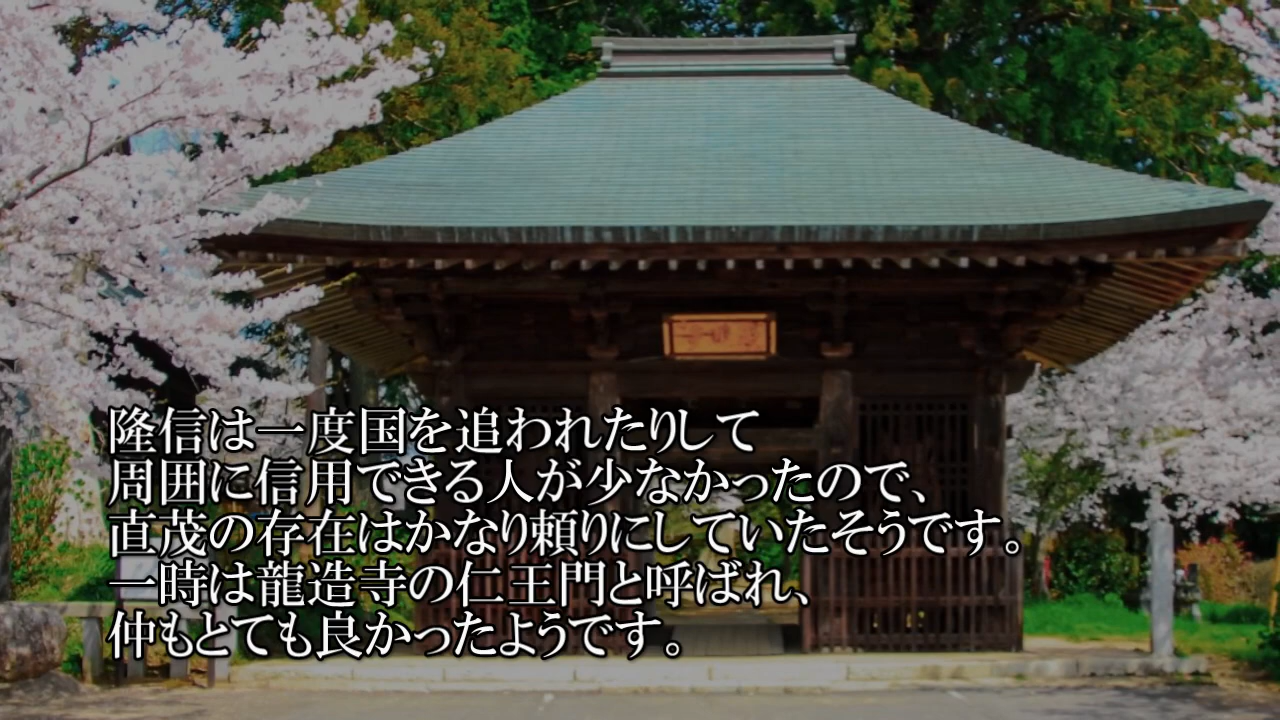 隆信は一度国を追われたりして
周囲に信用できる人が少なかったので、
直茂の存在はかなり頼りにしていたそうです。
一時は龍造寺の仁王門と呼ばれ、
仲もとても良かったようです。